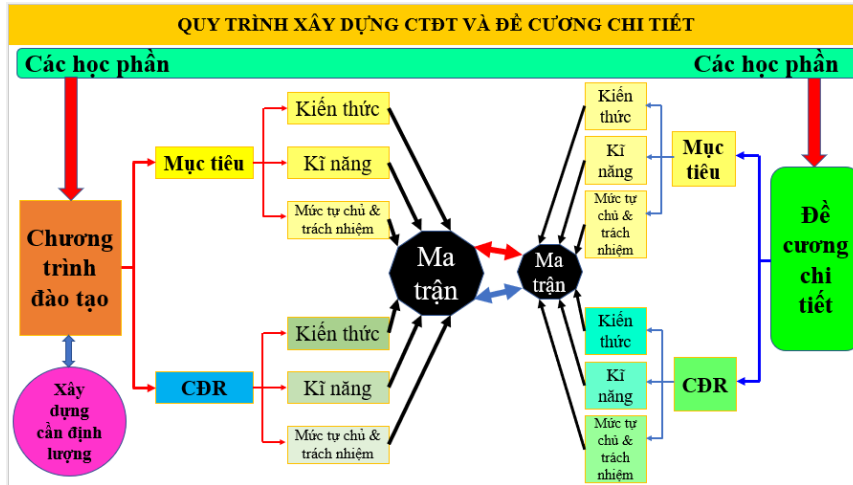 QUY TRÌNH XÂY DỰNG CTĐT VÀ ĐỀ CƯƠNG CHI TIẾT
Các học phần
Các học phần
Chương
trình
đào tạo
Xây
dựng
cần định
lượng
Mục tiêu
Kiến thức
Kĩ năng
Mức tự chủ &
trách nhiệm
CĐR
Kiến thức
Kĩ năng
Mức tự chủ &
trách nhiệm
Ma
trận
Ma
trận
Kiến
thức
Kĩ
năng
Mức tự chủ
&
trách nhiệm
Mục
tiêu
Kiến
thức
Kĩ
năng
Mức tự chủ &
trách nhiệm
CĐR
Đề
cương
chi
tiết